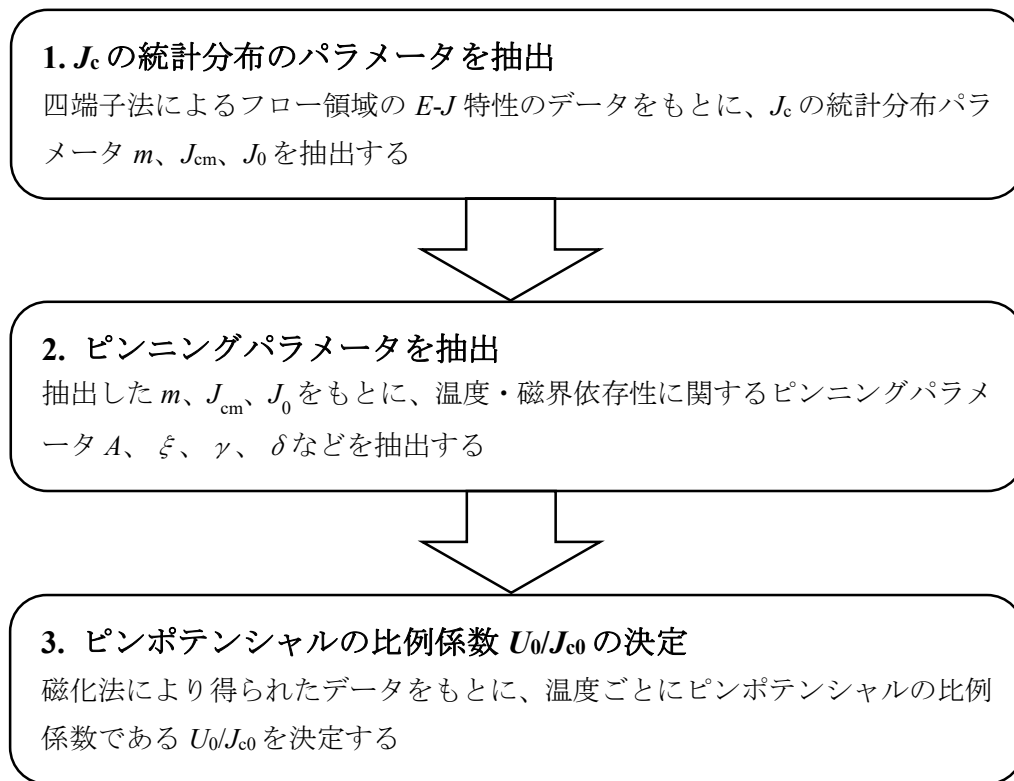 1. Jcの統計分布のパラメータを抽出
四端子法によるフロー領域の E-J 特性のデータをもとに、Jcの統計分布パラ
メータ m、Jcm、J0を抽出する
2. ピンニングパラメータを抽出
抽出した m、Jcm、J0をもとに、温度・磁界依存性に関するピンニングパラメ
ータ A、 ξ、 γ、 δなどを抽出する
3. ピンポテンシャルの比例係数 U0/Jc0の決定
磁化法により得られたデータをもとに、温度ごとにピンポテンシャルの比例
係数である U0/Jc0を決定する